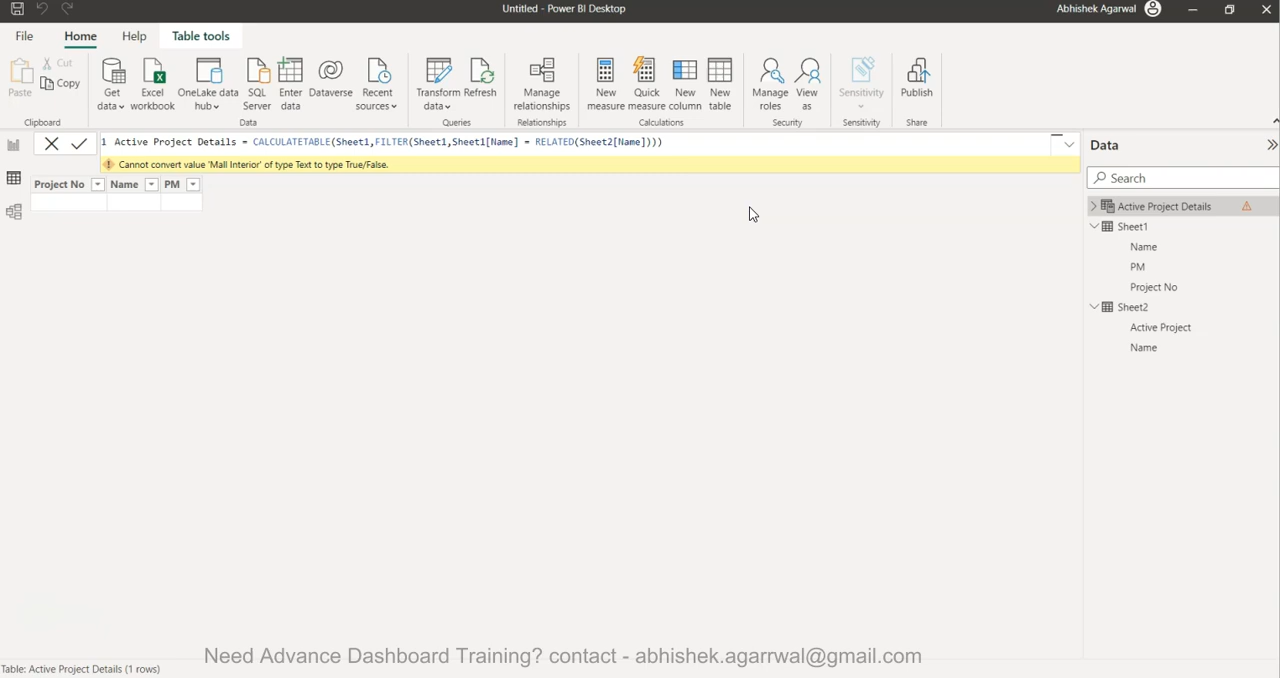 Untitled - Power BI Desktop
Abhishek Agarwal
File Home Help Table tools
Paste
Cut
Copy
Clipboard
Get data
Excel workbook
OneLake data hub
SQL Server
Enter data
Dataverse
Recent sources
Data
Transform data
Refresh
Queries
Manage relationships
Relationships
New measure
Quick measure
New column
New table
Calculations
Manage roles
View as
Security
Sensitivity
Sensitivity
Publish
Share
1 Active Project Details = CALCULATETABLE(Sheet1,FILTER(Sheet1,Sheet1[Name] = RELATED(Sheet2[Name])))
Cannot convert value 'Mall Interior' of type Text to type True/False.
Project No Name PM
Data
Search
Active Project Details
Sheet1
Name
PM
Project No
Sheet2
Active Project
Name
Need Advance Dashboard Training? contact - abhishek.agarrwal@gmail.com
Table: Active Project Details (1 rows)